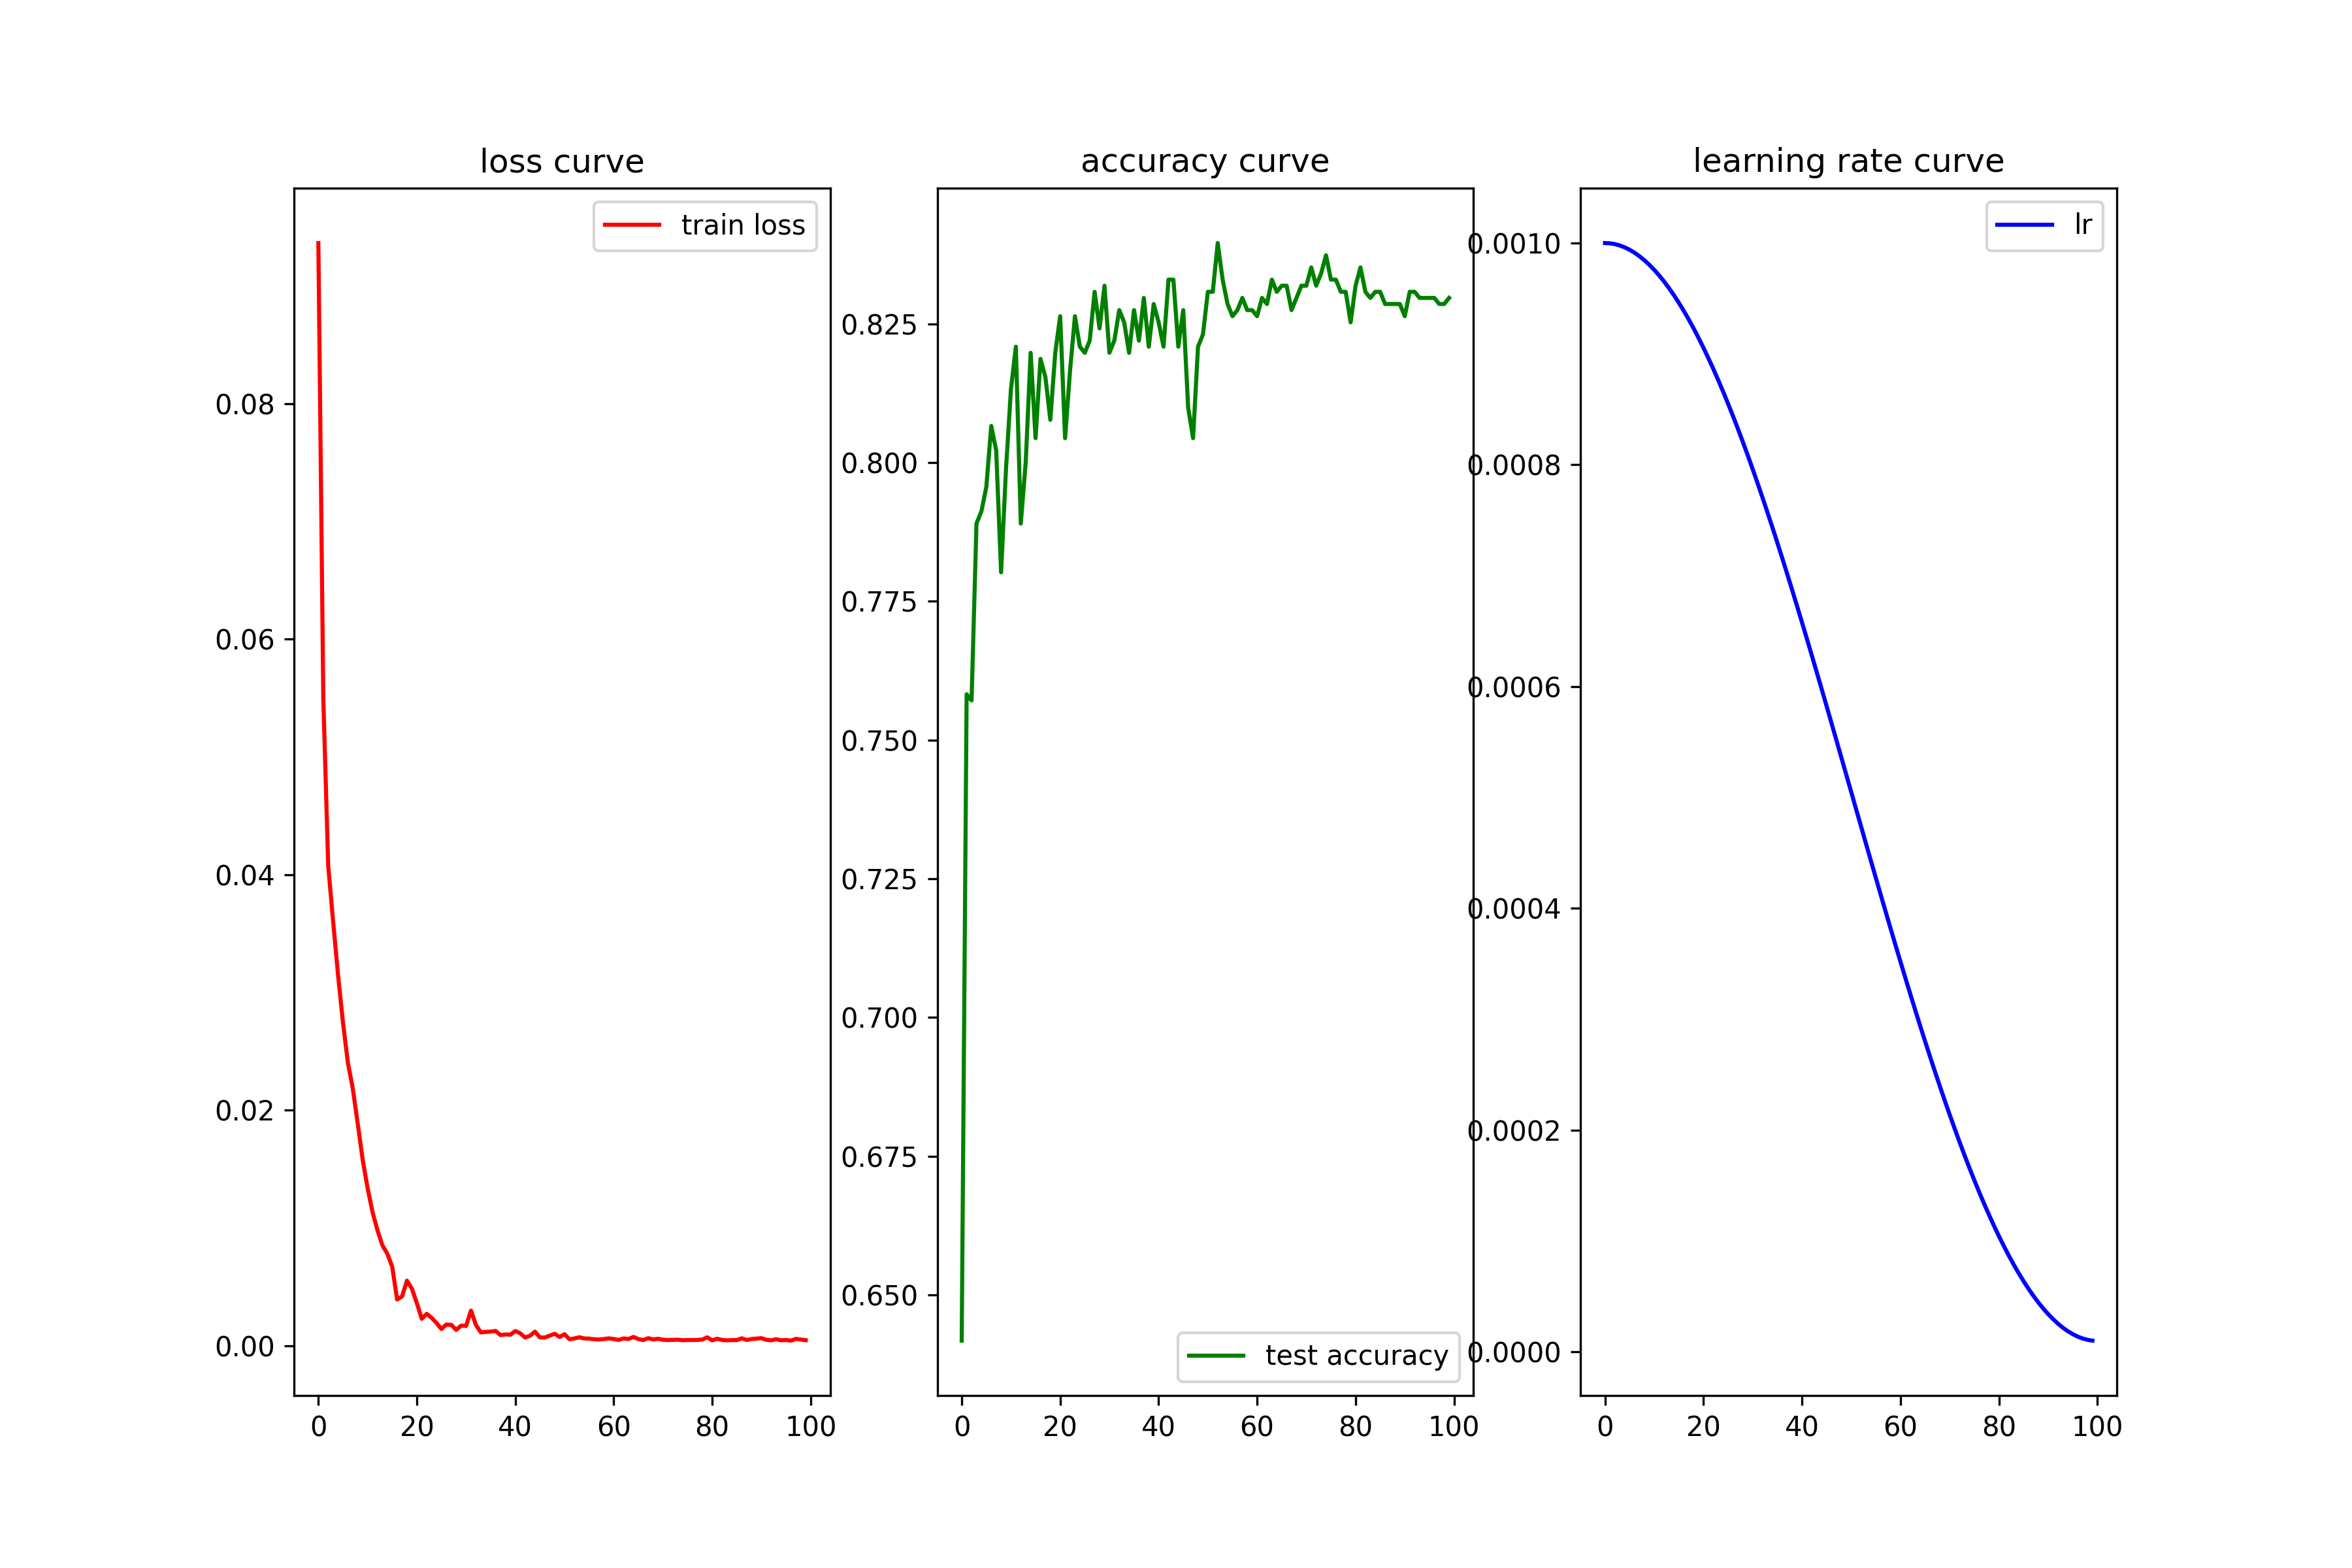 loss curve
train loss
0.08
0.06
0.04
0.02
0.00
0 20 40 60 80 100
accuracy curve
0.825
0.800
0.775
0.750
0.725
0.700
0.675
0.650
test accuracy
0 20 40 60 80 100
learning rate curve
lr
0.0010
0.0008
0.0006
0.0004
0.0002
0.0000
0 20 40 60 80 100